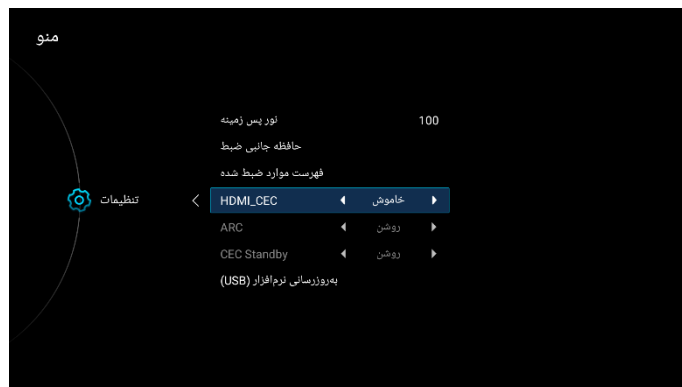 منو
نور پس زمینه 100
حافظه جانبی ضبط
فهرست موارد ضبط شده
تنظیمات
HDMI_CEC خاموش
ARC روشن
CEC Standby روشن
به‌روزرسانی نرم‌افزار (USB)